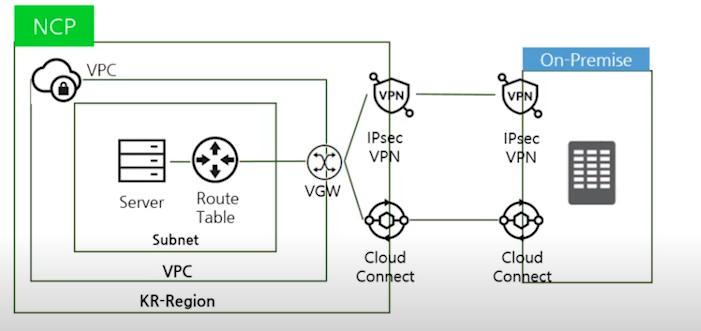 NCP
On-Premise
VPC
VPN
VPN
IPsec
VPN
IPsec
VPN
Server
Route
Table
VGW
Subnet
VPC
Cloud
Connect
Cloud
Connect
KR-Region